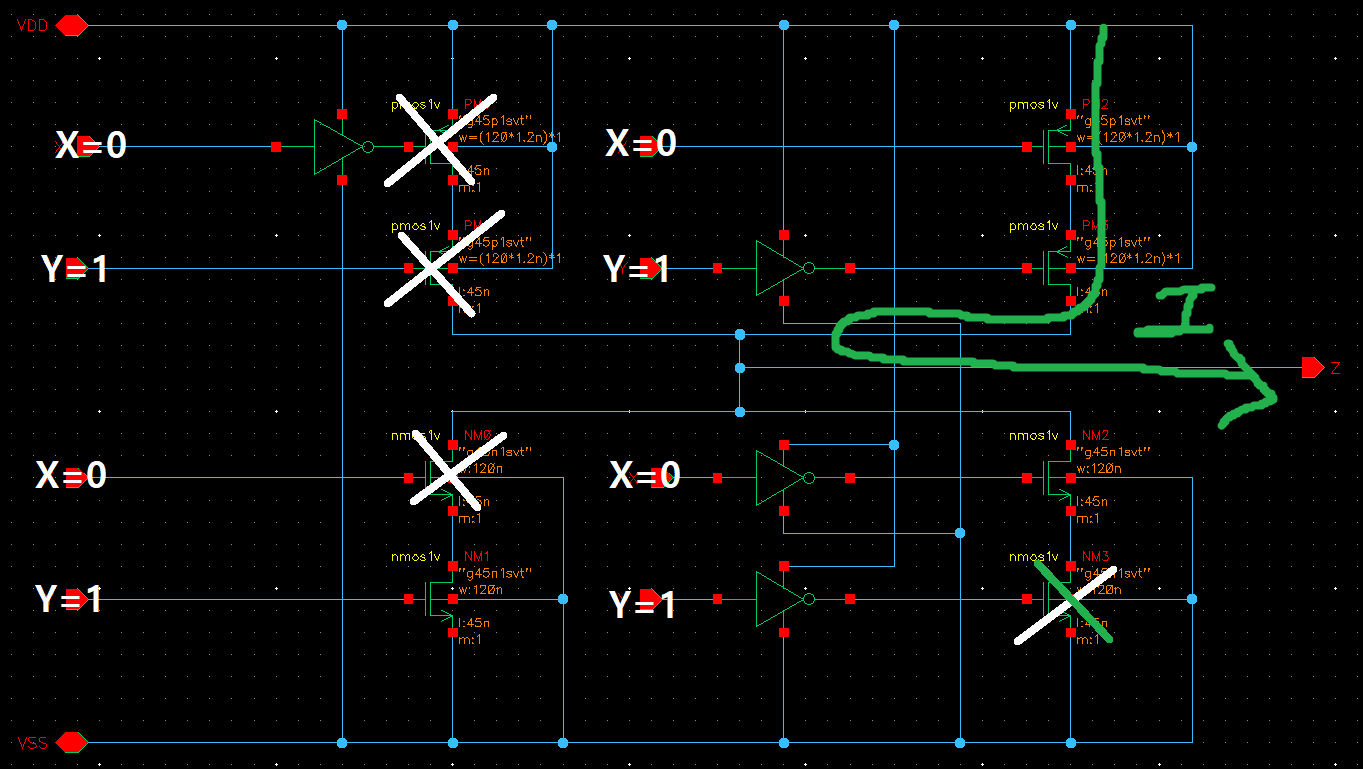 VDD
pmos1v PM
"g45p1svt"
w=(120*1.2n)*1
X=0
l:45n
m:1
pmos1v PM2
"g45p1svt"
w=(120*1.2n)*1
X=0
l:45n
m:1
pmos1v PM
"g45p1svt"
w=(120*1.2n)*1
Y=1
l:45n
m:1
pmos1v
"g45p1svt"
w=(120*1.2n)*1
Y=1
l:45n
m:1
I
Z
nmos1v NM0
"g45n1svt"
w:120n
X=0
l:45n
m:1
nmos1v NM2
"g45n1svt"
w:120n
X=0
l:45n
m:1
nmos1v NM1
"g45n1svt"
w:120n
Y=1
l:45n
m:1
nmos1v NM3
"g45n1svt"
w:120n
Y=1
l:45n
m:1
VSS